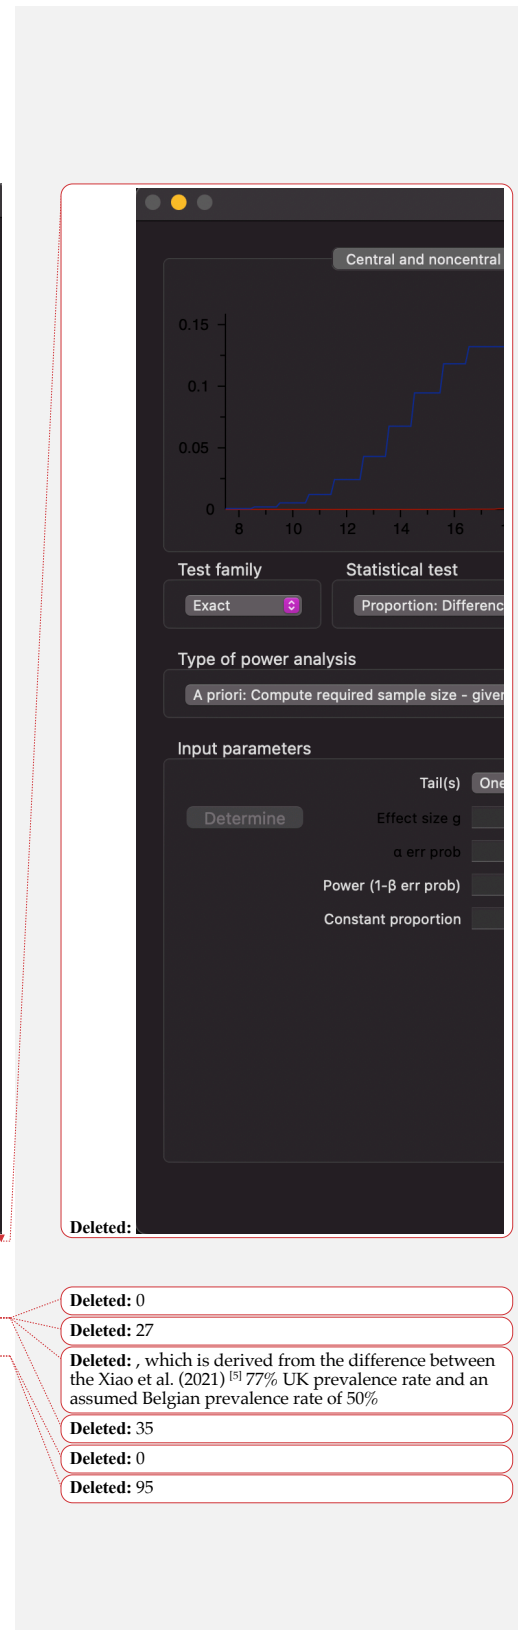 Central and noncentral
0.15
0.1
0.05
0
8 10 12 14 16
Test family Statistical test
Exact Proportion: Differenc
Type of power analysis
A priori: Compute required sample size - given
Input parameters
Tail(s) One
Determine Effect size g
α err prob
Power (1-β err prob)
Constant proportion
Deleted:
Deleted: 0
Deleted: 27
Deleted: , which is derived from the difference between
the Xiao et al. (2021) [5] 77% UK prevalence rate and an
assumed Belgian prevalence rate of 50%
Deleted: 35
Deleted: 0
Deleted: 95